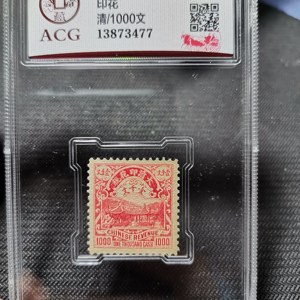 印花
ACG
清/1000文
13873477
CHINESE REVENUE
1000 ONE THOUSAND CASH 1000